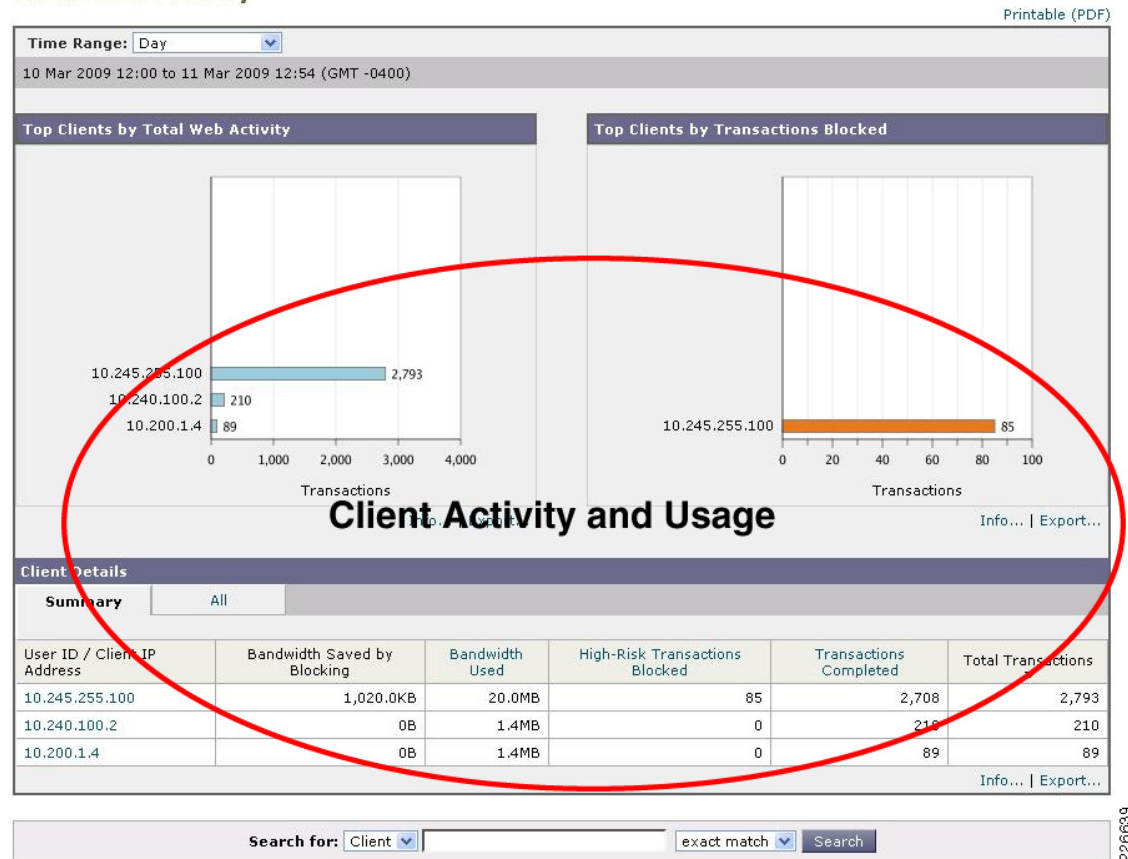 Printable (PDF)
Time Range: Day
10 Mar 2009 12:00 to 11 Mar 2009 12:54 (GMT -0400)
Top Clients by Total Web Activity
10.245.255.100 2,793
10.240.100.2 210
10.200.1.4 89
0 1,000 2,000 3,000 4,000
Transactions
Info... | Export...
Top Clients by Transactions Blocked
10.245.255.100 85
0 20 40 60 80 100
Transactions
Info... | Export...
Client Activity and Usage
Client Details
Summary All
User ID / Client IP Address Bandwidth Saved by Blocking Bandwidth Used High-Risk Transactions Blocked Transactions Completed Total Transactions
10.245.255.100 1,020.0KB 20.0MB 85 2,708 2,793
10.240.100.2 0B 1.4MB 0 210 210
10.200.1.4 0B 1.4MB 0 89 89
Info... | Export...
Search for: Client exact match Search
226639